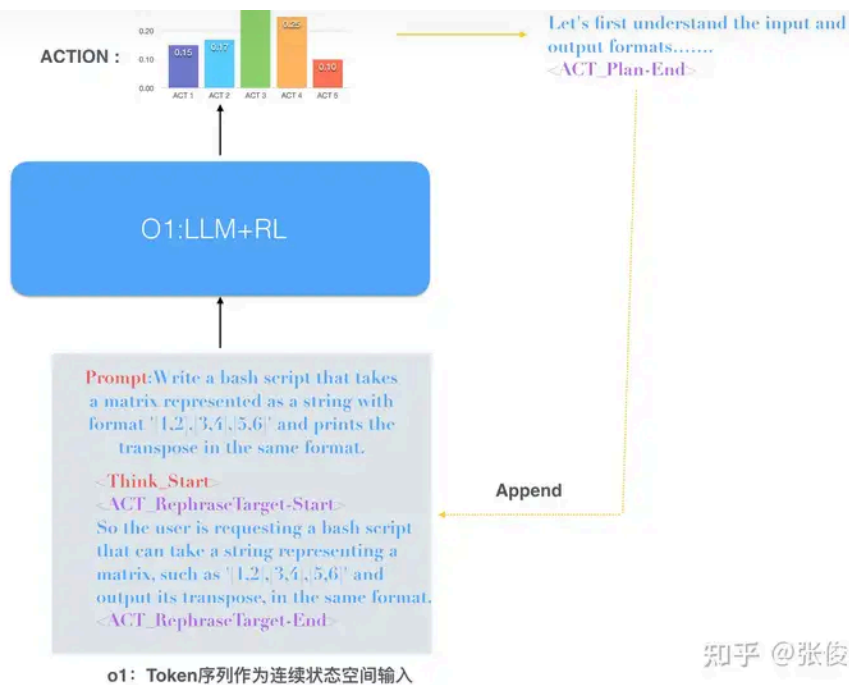 0.20
0.10
0.00
ACTION :
0.15
0.17
0.25
0.10
ACT 1
ACT 2
ACT 3
ACT 4
ACT 5
Let's first understand the input and
output formats.......
<ACT_Plan-End>
O1:LLM+RL
Prompt:Write a bash script that takes
a matrix represented as a string with
format '[1,2],[3,4],[5,6]' and prints the
transpose in the same format.
<Think_Start>
<ACT_RephraseTarget-Start>
So the user is requesting a bash script
that can take a string representing a
matrix, such as '[1,2],[3,4],[5,6]' and
output its transpose, in the same format.
<ACT_RephraseTarget-End>
Append
o1：Token序列作为连续状态空间输入
知乎 @张俊